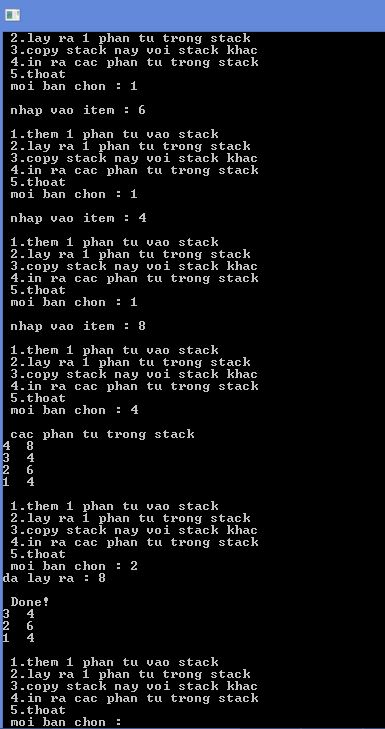 2.lay ra 1 phan tu trong stack
3.copy stack nay voi stack khac
4.in ra cac phan tu trong stack
5.thoat
moi ban chon : 1
nhap vao item : 6
1.them 1 phan tu vao stack
2.lay ra 1 phan tu trong stack
3.copy stack nay voi stack khac
4.in ra cac phan tu trong stack
5.thoat
moi ban chon : 1
nhap vao item : 4
1.them 1 phan tu vao stack
2.lay ra 1 phan tu trong stack
3.copy stack nay voi stack khac
4.in ra cac phan tu trong stack
5.thoat
moi ban chon : 1
nhap vao item : 8
1.them 1 phan tu vao stack
2.lay ra 1 phan tu trong stack
3.copy stack nay voi stack khac
4.in ra cac phan tu trong stack
5.thoat
moi ban chon : 4
cac phan tu trong stack
4 8
3 4
2 6
1 4
1.them 1 phan tu vao stack
2.lay ra 1 phan tu trong stack
3.copy stack nay voi stack khac
4.in ra cac phan tu trong stack
5.thoat
moi ban chon : 2
da lay ra : 8
Done!
3 4
2 6
1 4
1.them 1 phan tu vao stack
2.lay ra 1 phan tu trong stack
3.copy stack nay voi stack khac
4.in ra cac phan tu trong stack
5.thoat
moi ban chon :